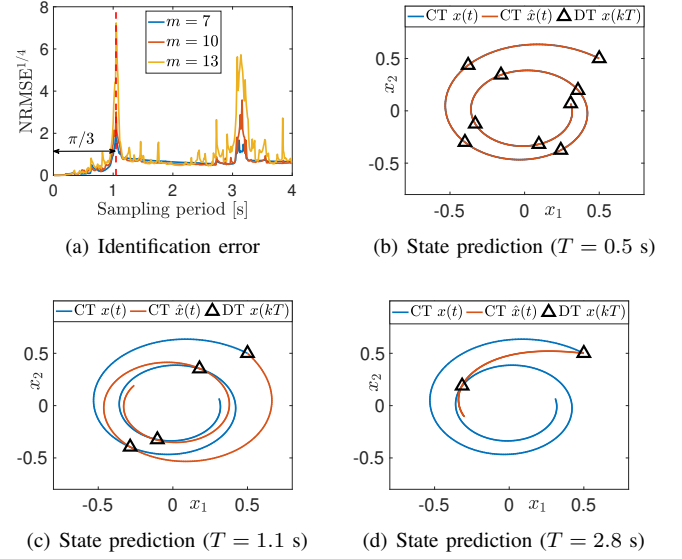 NRMSE^{1/4}
8
6
4
2
0
m = 7
m = 10
m = 13
π/3
0 1 2 3 4
Sampling period [s]
(a) Identification error
CT x(t) CT x̂(t) DT x(kT)
x₂
0.5
0
-0.5
-0.5 0 0.5
x₁
(b) State prediction (T = 0.5 s)
CT x(t) CT x̂(t) DT x(kT)
x₂
0.5
0
-0.5
-0.5 0 0.5
x₁
(c) State prediction (T = 1.1 s)
CT x(t) CT x̂(t) DT x(kT)
x₂
0.5
0
-0.5
-0.5 0 0.5
x₁
(d) State prediction (T = 2.8 s)